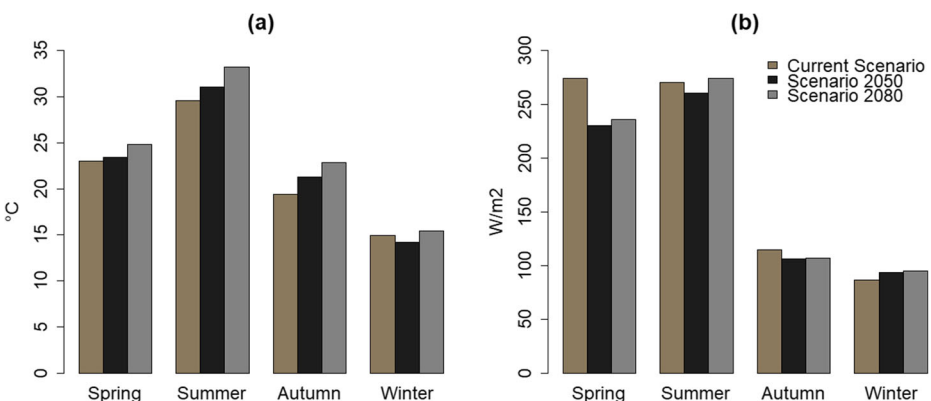 (a)
°C
35
30
25
20
15
10
5
0
Spring Summer Autumn Winter
(b)
W/m2
300
250
200
150
100
50
0
Current Scenario
Scenario 2050
Scenario 2080
Spring Summer Autumn Winter